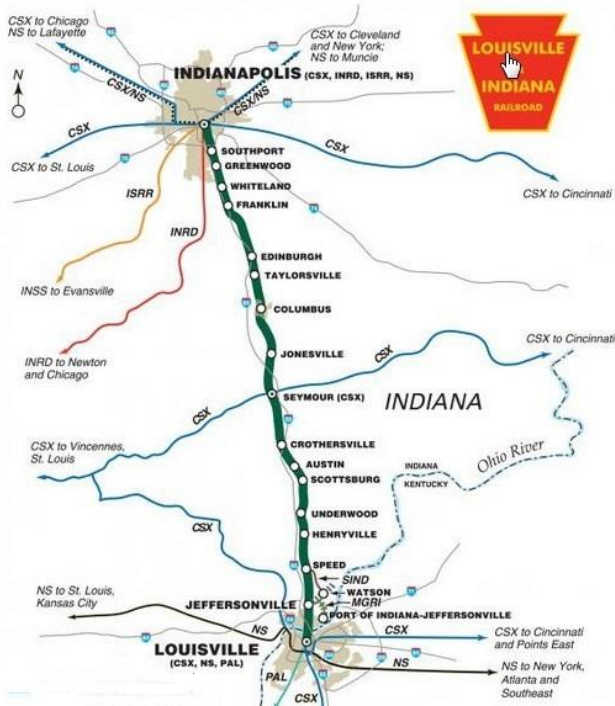 CSX to Chicago
NS to Lafayette
CSX to Cleveland
and New York;
NS to Muncie
LOUISVILLE
INDIANA
RAILROAD
N
INDIANAPOLIS (CSX, INRD, ISRR, NS)
CSX/NS
CSX/NS
CSX
CSX
CSX to St. Louis
CSX to Cincinnati
SOUTHPORT
GREENWOOD
WHITELAND
FRANKLIN
ISRR
INRD
EDINBURGH
TAYLORSVILLE
INSS to Evansville
COLUMBUS
CSX to Cincinnati
JONESVILLE
CSX
INRD to Newton
and Chicago
SEYMOUR (CSX)
INDIANA
CSX
CSX to Vincennes,
St. Louis
CROTHERSVILLE
AUSTIN
SCOTTSBURG
Ohio River
INDIANA
KENTUCKY
UNDERWOOD
HENRYVILLE
CSX
SPEED
SIND
WATSON
MGRI
NS to St. Louis,
Kansas City
JEFFERSONVILLE
PORT OF INDIANA-JEFFERSONVILLE
NS
CSX
CSX to Cincinnati
and Points East
LOUISVILLE
(CSX, NS, PAL)
NS
NS to New York,
Atlanta and
Southeast
PAL
CSX